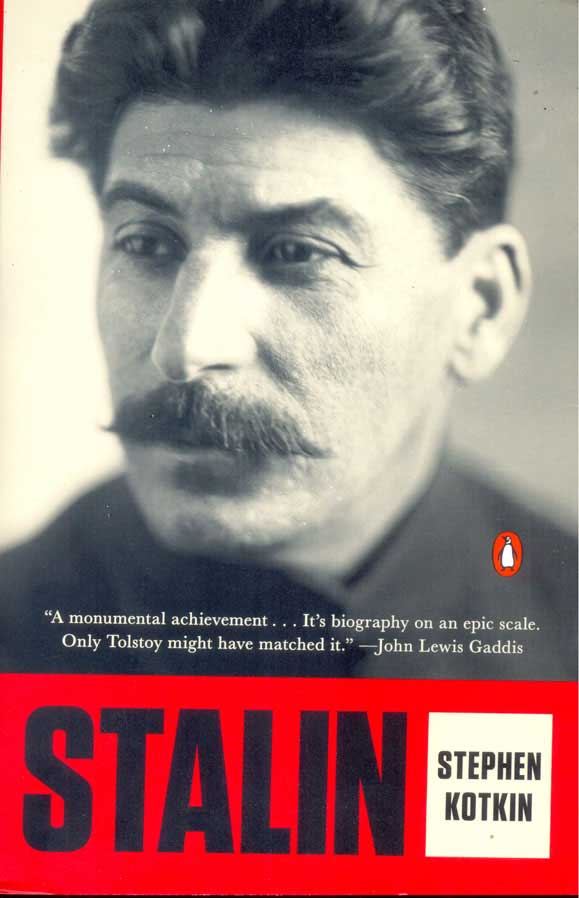 “A monumental achievement . . . It’s biography on an epic scale.
Only Tolstoy might have matched it.” —John Lewis Gaddis
STALIN
STEPHEN
KOTKIN